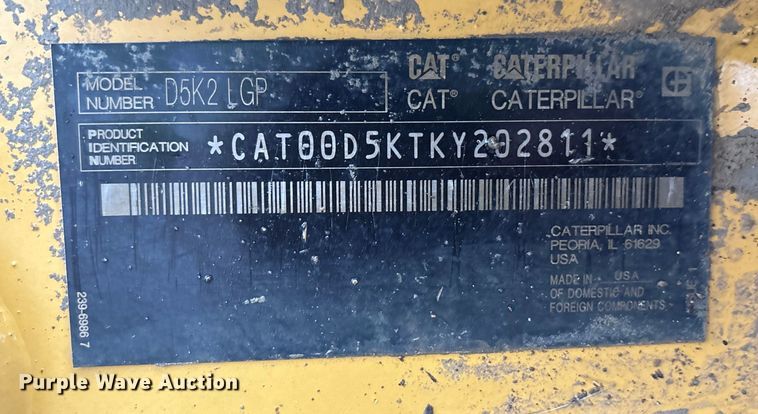 MODEL NUMBER D5K2 LGP
CAT® CATERPILLAR
CAT® CATERPILLAR®
PRODUCT
IDENTIFICATION
NUMBER
*CAT00D5KTKY202811*
CATERPILLAR INC.
PEORIA, IL 61629
USA
MADE IN USA
OF DOMESTIC AND
FOREIGN COMPONENTS
239-6986 7
Purple Wave Auction